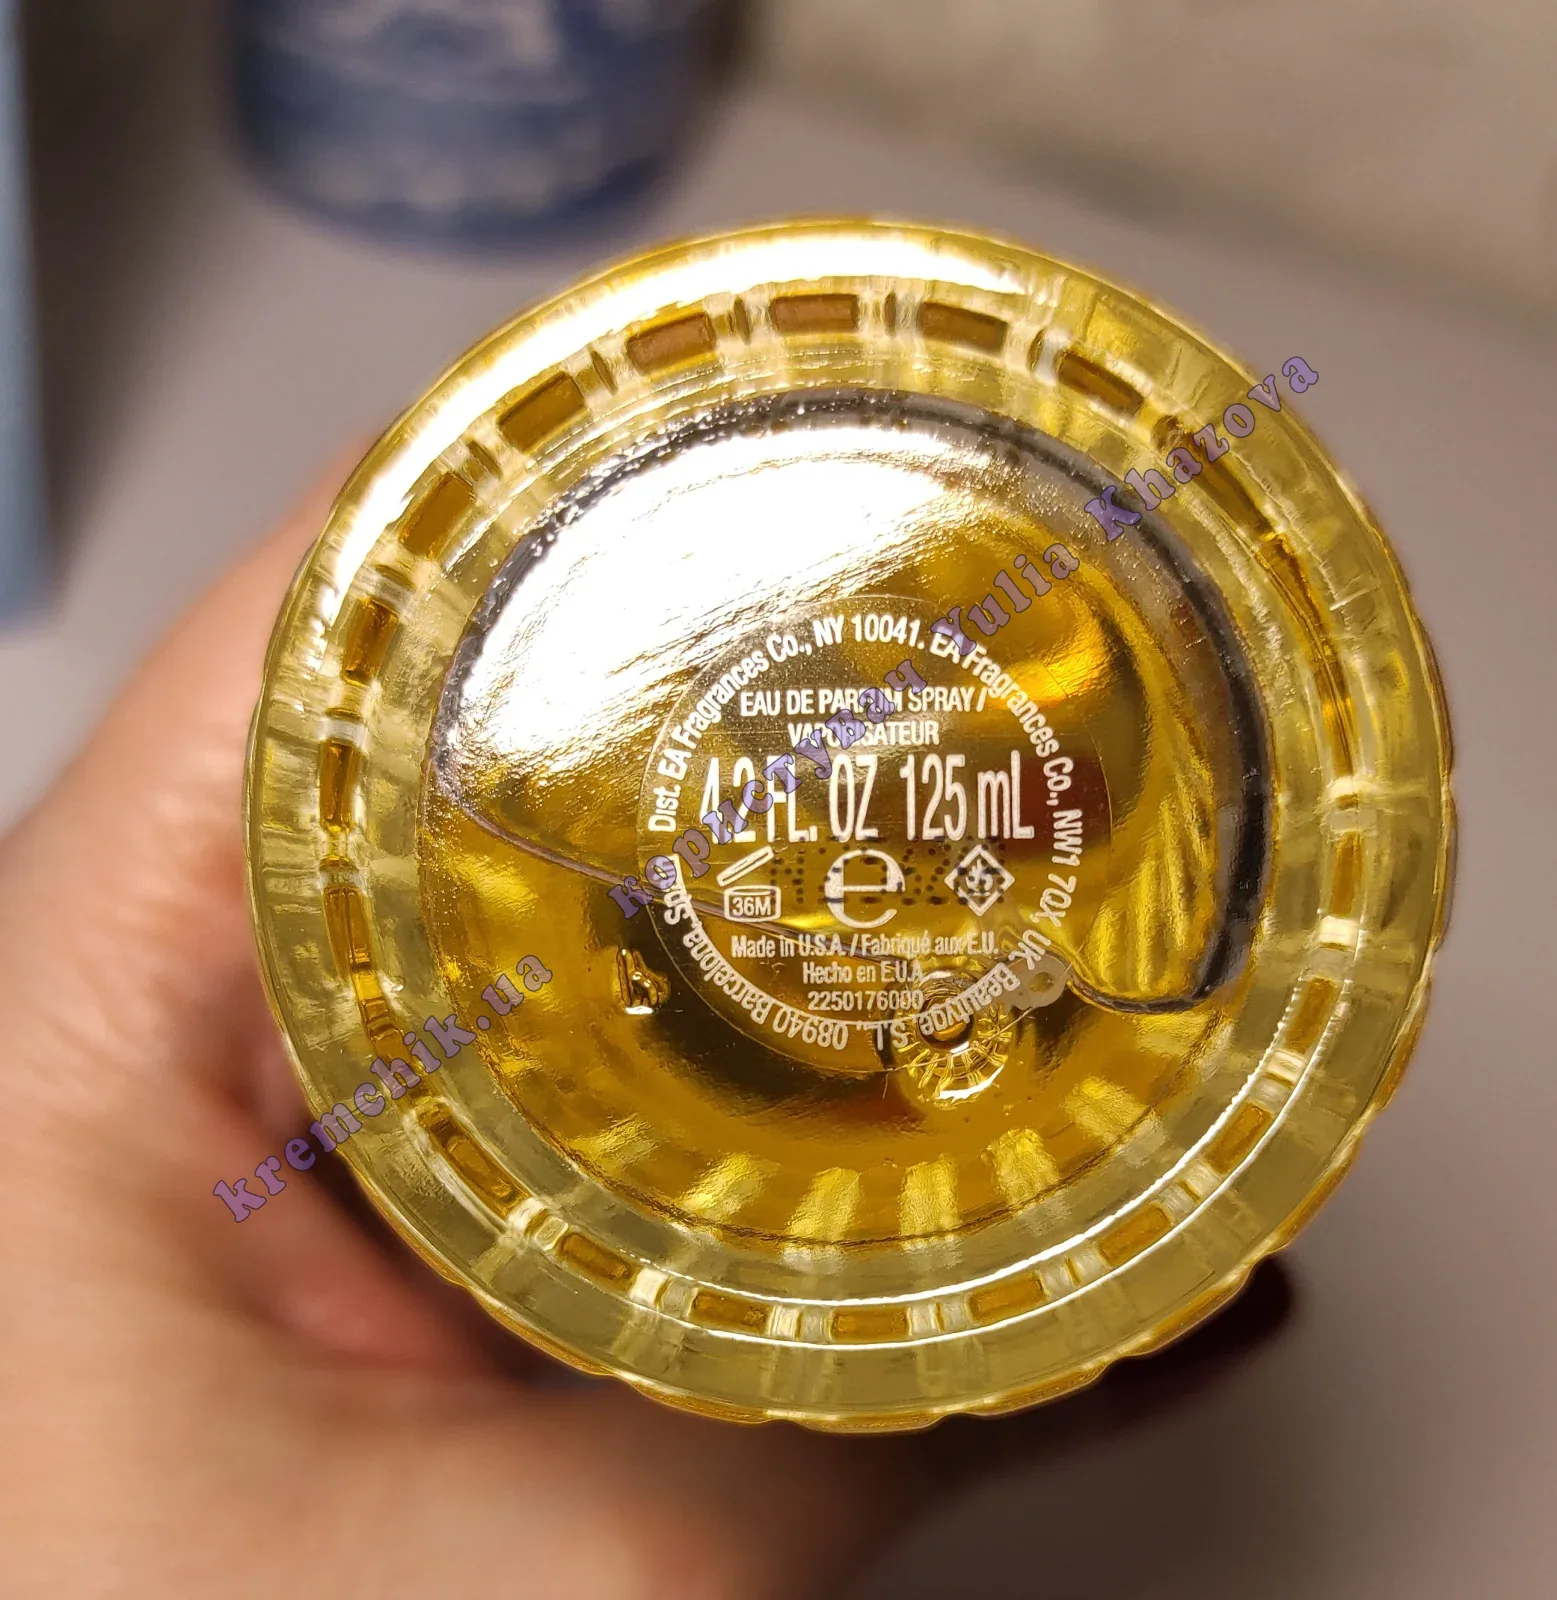 Dist. EA Fragrances Co., NY 10041. EA Fragrances Co., NW1 7QX, UK. Beautyge, S.L., 08940 Barcelona, Spain
EAU DE PARFUM SPRAY /
VAPORISATEUR
4.2 FL. OZ 125 mL
36M
e
Made in U.S.A. / Fabriqué aux E.U.
Hecho en E.U.A.
2250176000
kremchik.ua
користувач Yulia Khazova